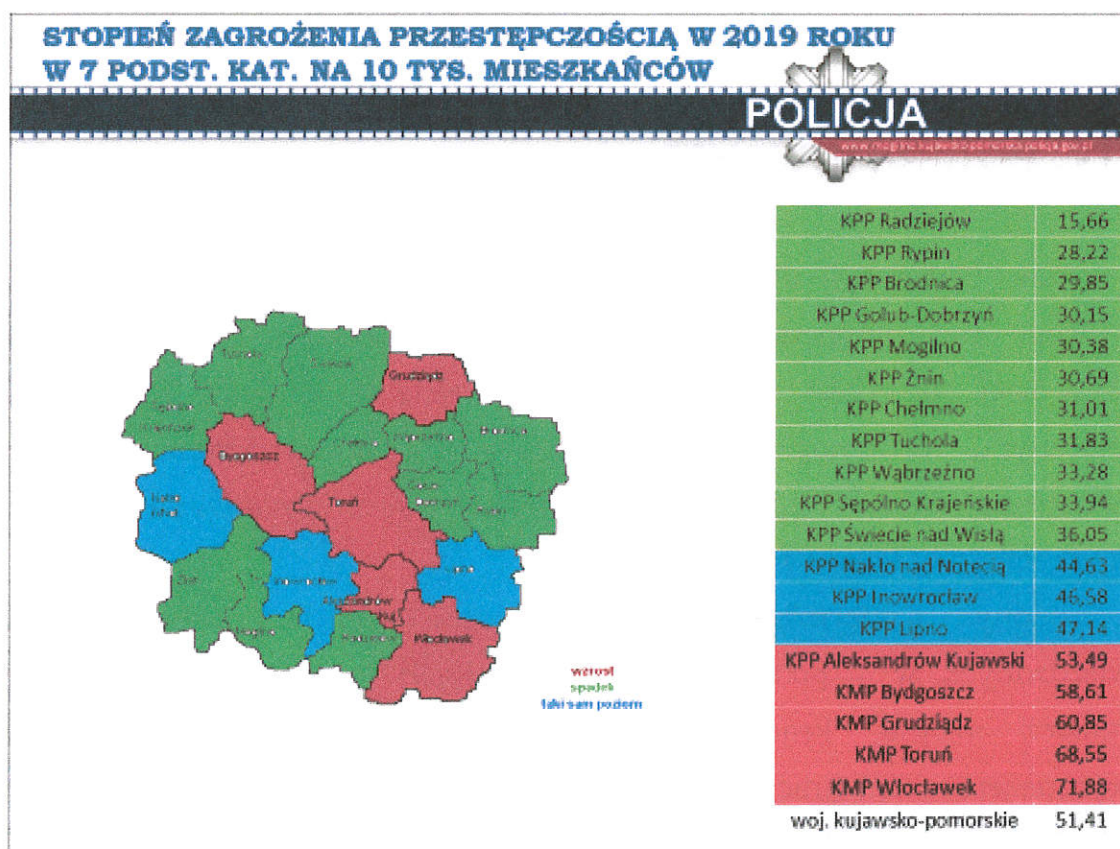 STOPIEŃ ZAGROŻENIA PRZESTĘPCZOŚCIĄ W 2019 ROKU
W 7 PODST. KAT. NA 10 TYS. MIESZKAŃCÓW
POLICJA
KPP Radziejów 15,66
KPP Rypin 28,22
KPP Brodnica 29,85
KPP Golub-Dobrzyń 30,15
KPP Mogilno 30,38
KPP Żnin 30,69
KPP Chełmno 31,01
KPP Tuchola 31,83
KPP Wąbrzeźno 33,28
KPP Sępólno Krajeńskie 33,94
KPP Świecie nad Wisłą 36,05
KPP Nakło nad Notecią 44,63
KPP Inowrocław 46,58
KPP Lipno 47,14
KPP Aleksandrów Kujawski 53,49
KMP Bydgoszcz 58,61
KMP Grudziądz 60,85
KMP Toruń 68,55
KMP Włocławek 71,88
woj. kujawsko-pomorskie 51,41
Grudziądz
Bydgoszcz
Toruń
Włocławek
wzrost
spadek
taki sam poziom